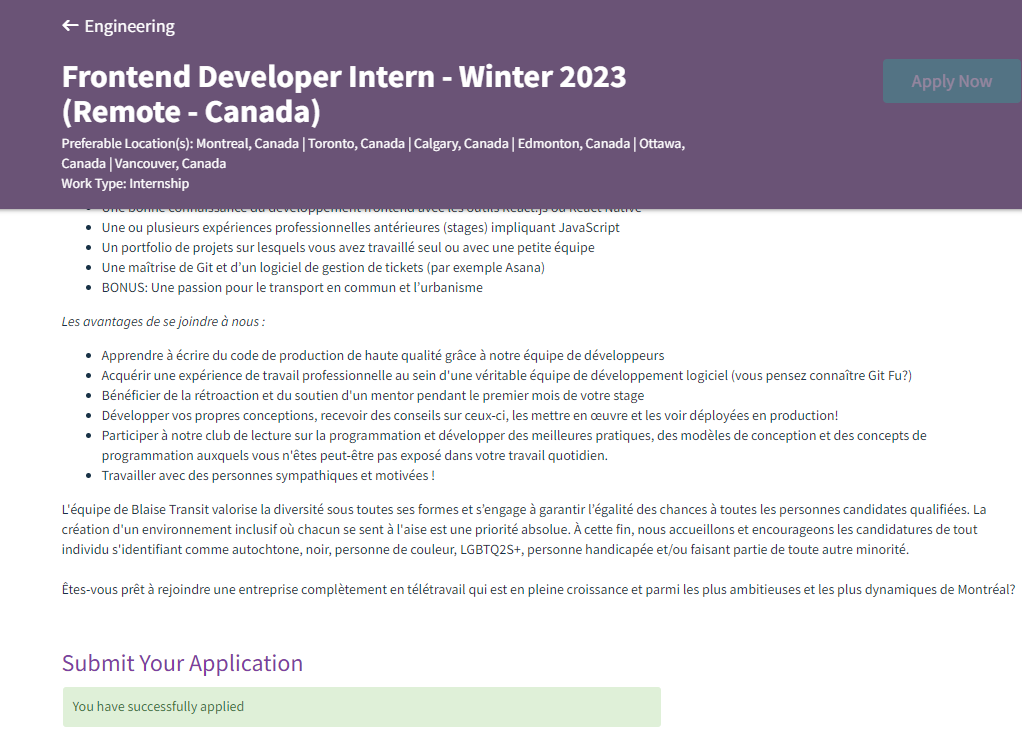 ← Engineering
Frontend Developer Intern - Winter 2023
(Remote - Canada)
Apply Now
Preferable Location(s): Montreal, Canada | Toronto, Canada | Calgary, Canada | Edmonton, Canada | Ottawa,
Canada | Vancouver, Canada
Work Type: Internship
Une bonne connaissance du développement frontend avec les outils React.js ou React Native
• Une ou plusieurs expériences professionnelles antérieures (stages) impliquant JavaScript
• Un portfolio de projets sur lesquels vous avez travaillé seul ou avec une petite équipe
• Une maîtrise de Git et d’un logiciel de gestion de tickets (par exemple Asana)
• BONUS: Une passion pour le transport en commun et l’urbanisme
Les avantages de se joindre à nous :
• Apprendre à écrire du code de production de haute qualité grâce à notre équipe de développeurs
• Acquérir une expérience de travail professionnelle au sein d'une véritable équipe de développement logiciel (vous pensez connaître Git Fu?)
• Bénéficier de la rétroaction et du soutien d'un mentor pendant le premier mois de votre stage
• Développer vos propres conceptions, recevoir des conseils sur ceux-ci, les mettre en œuvre et les voir déployées en production!
• Participer à notre club de lecture sur la programmation et développer des meilleures pratiques, des modèles de conception et des concepts de
programmation auxquels vous n'êtes peut-être pas exposé dans votre travail quotidien.
• Travailler avec des personnes sympathiques et motivées !
L'équipe de Blaise Transit valorise la diversité sous toutes ses formes et s’engage à garantir l’égalité des chances à toutes les personnes candidates qualifiées. La
création d'un environnement inclusif où chacun se sent à l'aise est une priorité absolue. À cette fin, nous accueillons et encourageons les candidatures de tout
individu s'identifiant comme autochtone, noir, personne de couleur, LGBTQ2S+, personne handicapée et/ou faisant partie de toute autre minorité.
Êtes-vous prêt à rejoindre une entreprise complètement en télétravail qui est en pleine croissance et parmi les plus ambitieuses et les plus dynamiques de Montréal?
Submit Your Application
You have successfully applied